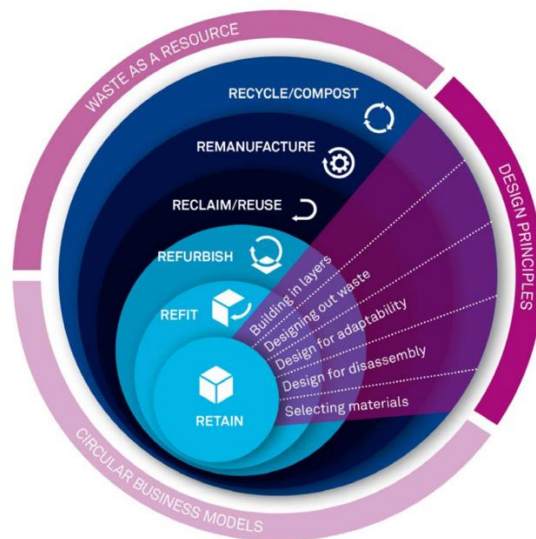 WASTE AS A RESOURCE
RECYCLE/COMPOST
REMANUFACTURE
RECLAIM/REUSE
REFURBISH
REFIT
RETAIN
Building in layers
Designing out waste
Design for adaptability
Design for disassembly
Selecting materials
DESIGN PRINCIPLES
CIRCULAR BUSINESS MODELS